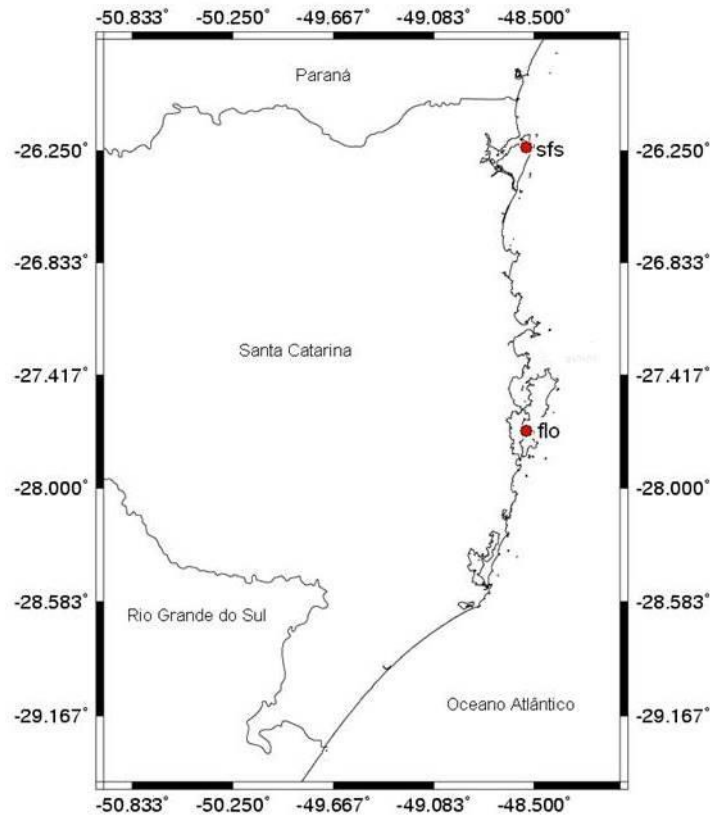 -50.833° -50.250° -49.667° -49.083° -48.500°
Paraná
-26.250° sfs -26.250°
-26.833° -26.833°
Santa Catarina
-27.417° -27.417°
flo
-28.000° -28.000°
-28.583° -28.583°
Rio Grande do Sul
Oceano Atlântico
-29.167° -29.167°
-50.833° -50.250° -49.667° -49.083° -48.500°